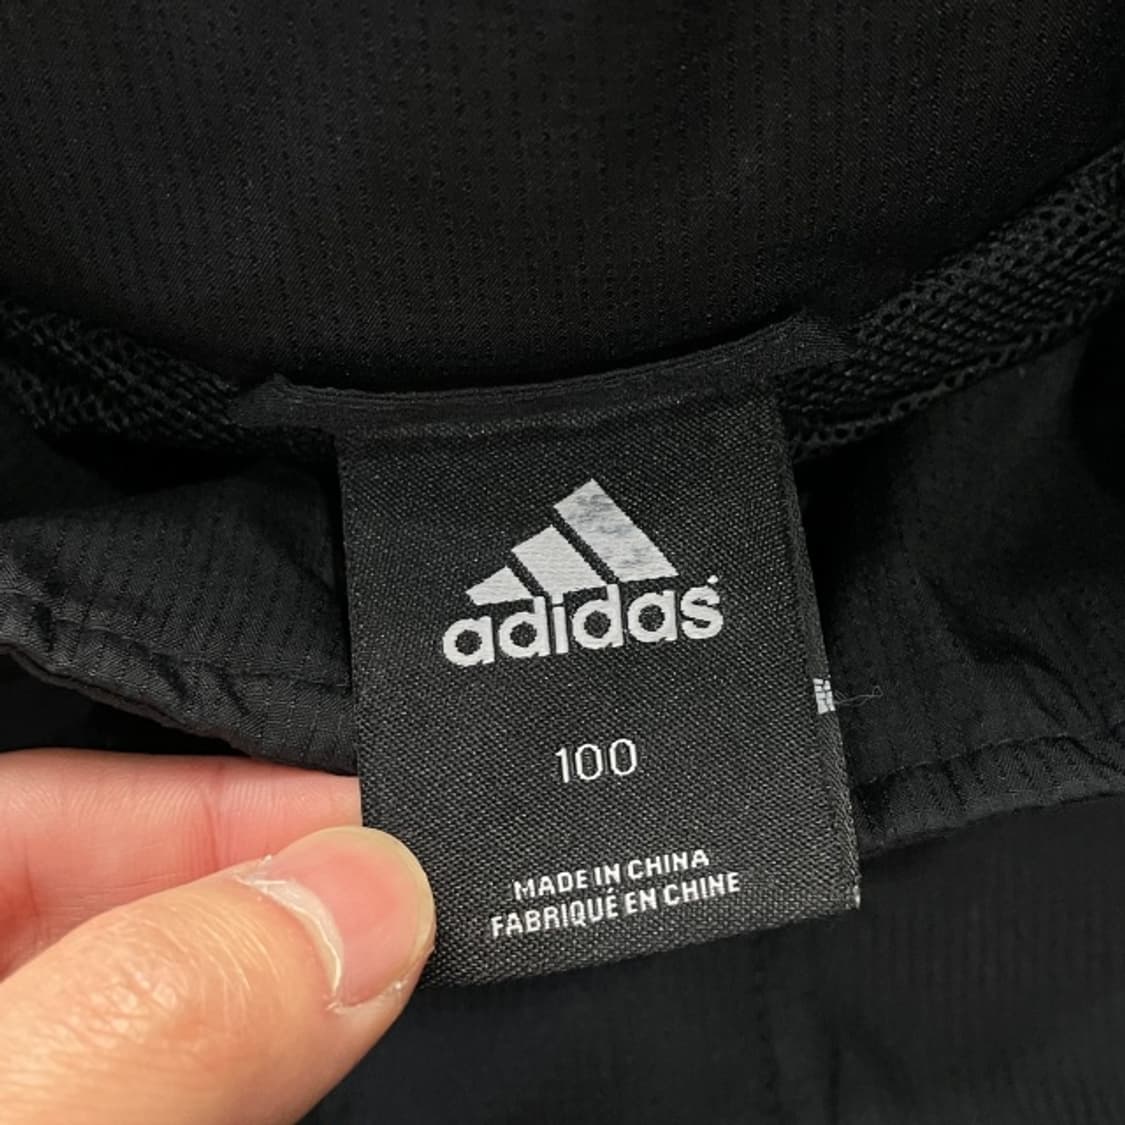 adidas
100
MADE IN CHINA
FABRIQUÉ EN CHINE